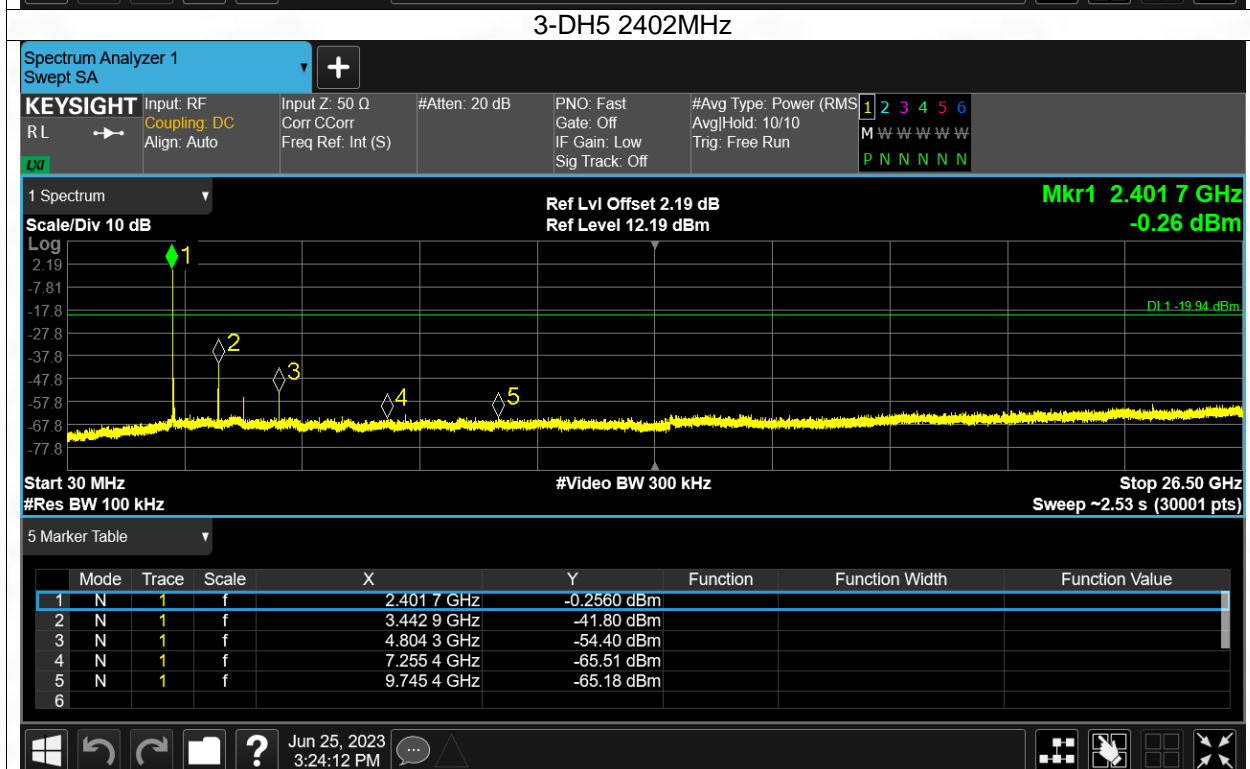 3-DH5 2402MHz
Spectrum Analyzer 1
Swept SA
KEYSIGHT Input: RF Input Z: 50 Ω #Atten: 20 dB PNO: Fast #Avg Type: Power (RMS 1 2 3 4 5 6
RL Coupling: DC Corr CCorr Gate: Off Avg|Hold: 10/10 M W W W W W
Align: Auto Freq Ref: Int (S) IF Gain: Low Trig: Free Run
LXI Sig Track: Off P N N N N N
1 Spectrum Ref Lvl Offset 2.19 dB Mkr1 2.401 7 GHz
Scale/Div 10 dB Ref Level 12.19 dBm -0.26 dBm
Log
1
2.19
-7.81
-17.8 DL1 -19.94 dBm
-27.8
2
-37.8
3
-47.8
4 5
-57.8
-67.8
-77.8
Start 30 MHz #Video BW 300 kHz Stop 26.50 GHz
#Res BW 100 kHz Sweep ~2.53 s (30001 pts)
5 Marker Table
Mode Trace Scale X Y Function Function Width Function Value
1 N 1 f 2.401 7 GHz -0.2560 dBm
2 N 1 f 3.442 9 GHz -41.80 dBm
3 N 1 f 4.804 3 GHz -54.40 dBm
4 N 1 f 7.255 4 GHz -65.51 dBm
5 N 1 f 9.745 4 GHz -65.18 dBm
6
? Jun 25, 2023
3:24:12 PM